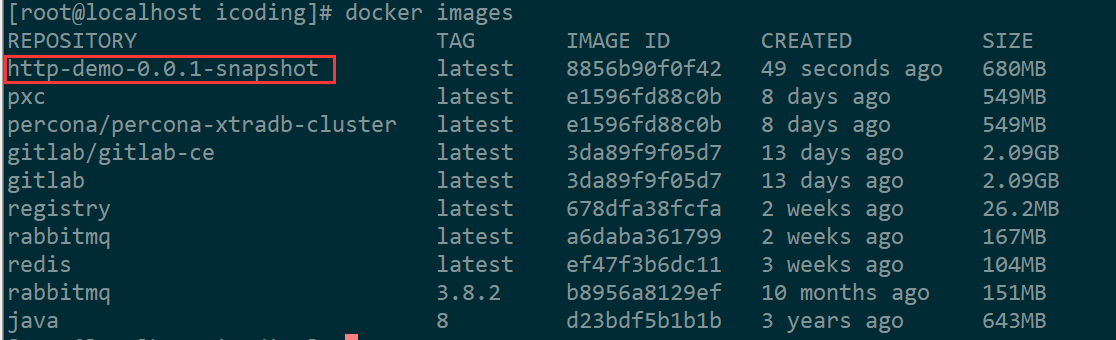 [root@localhost icoding]# docker images
REPOSITORY TAG IMAGE ID CREATED SIZE
http-demo-0.0.1-snapshot latest 8856b90f0f42 49 seconds ago 680MB
pxc latest e1596fd88c0b 8 days ago 549MB
percona/percona-xtradb-cluster latest e1596fd88c0b 8 days ago 549MB
gitlab/gitlab-ce latest 3da89f9f05d7 13 days ago 2.09GB
gitlab latest 3da89f9f05d7 13 days ago 2.09GB
registry latest 678dfa38fcfa 2 weeks ago 26.2MB
rabbitmq latest a6daba361799 2 weeks ago 167MB
redis latest ef47f3b6dc11 3 weeks ago 104MB
rabbitmq 3.8.2 b8956a8129ef 10 months ago 151MB
java 8 d23bdf5b1b1b 3 years ago 643MB